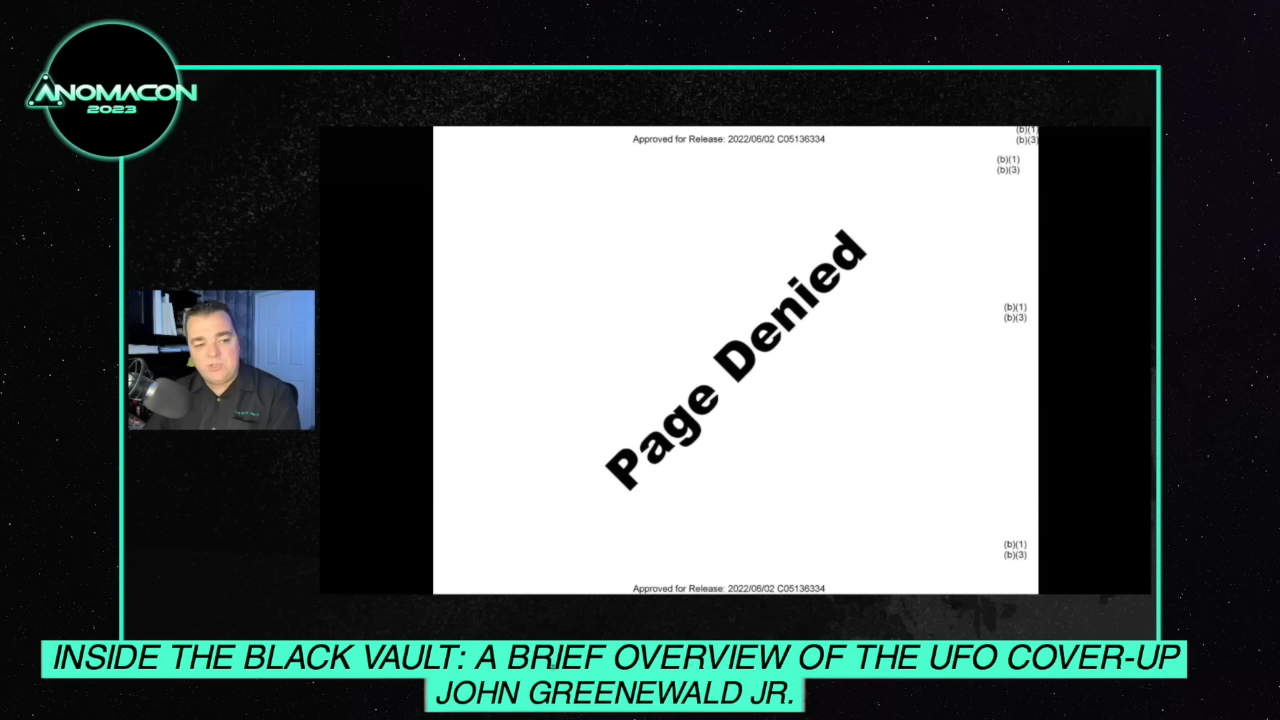 ANOMACON
2023
Approved for Release: 2022/06/02 C05136334
(b)(1)
(b)(3)
(b)(1)
(b)(3)
Page Denied
(b)(1)
(b)(3)
(b)(1)
(b)(3)
Approved for Release: 2022/06/02 C05136334
INSIDE THE BLACK VAULT: A BRIEF OVERVIEW OF THE UFO COVER-UP
JOHN GREENEWALD JR.